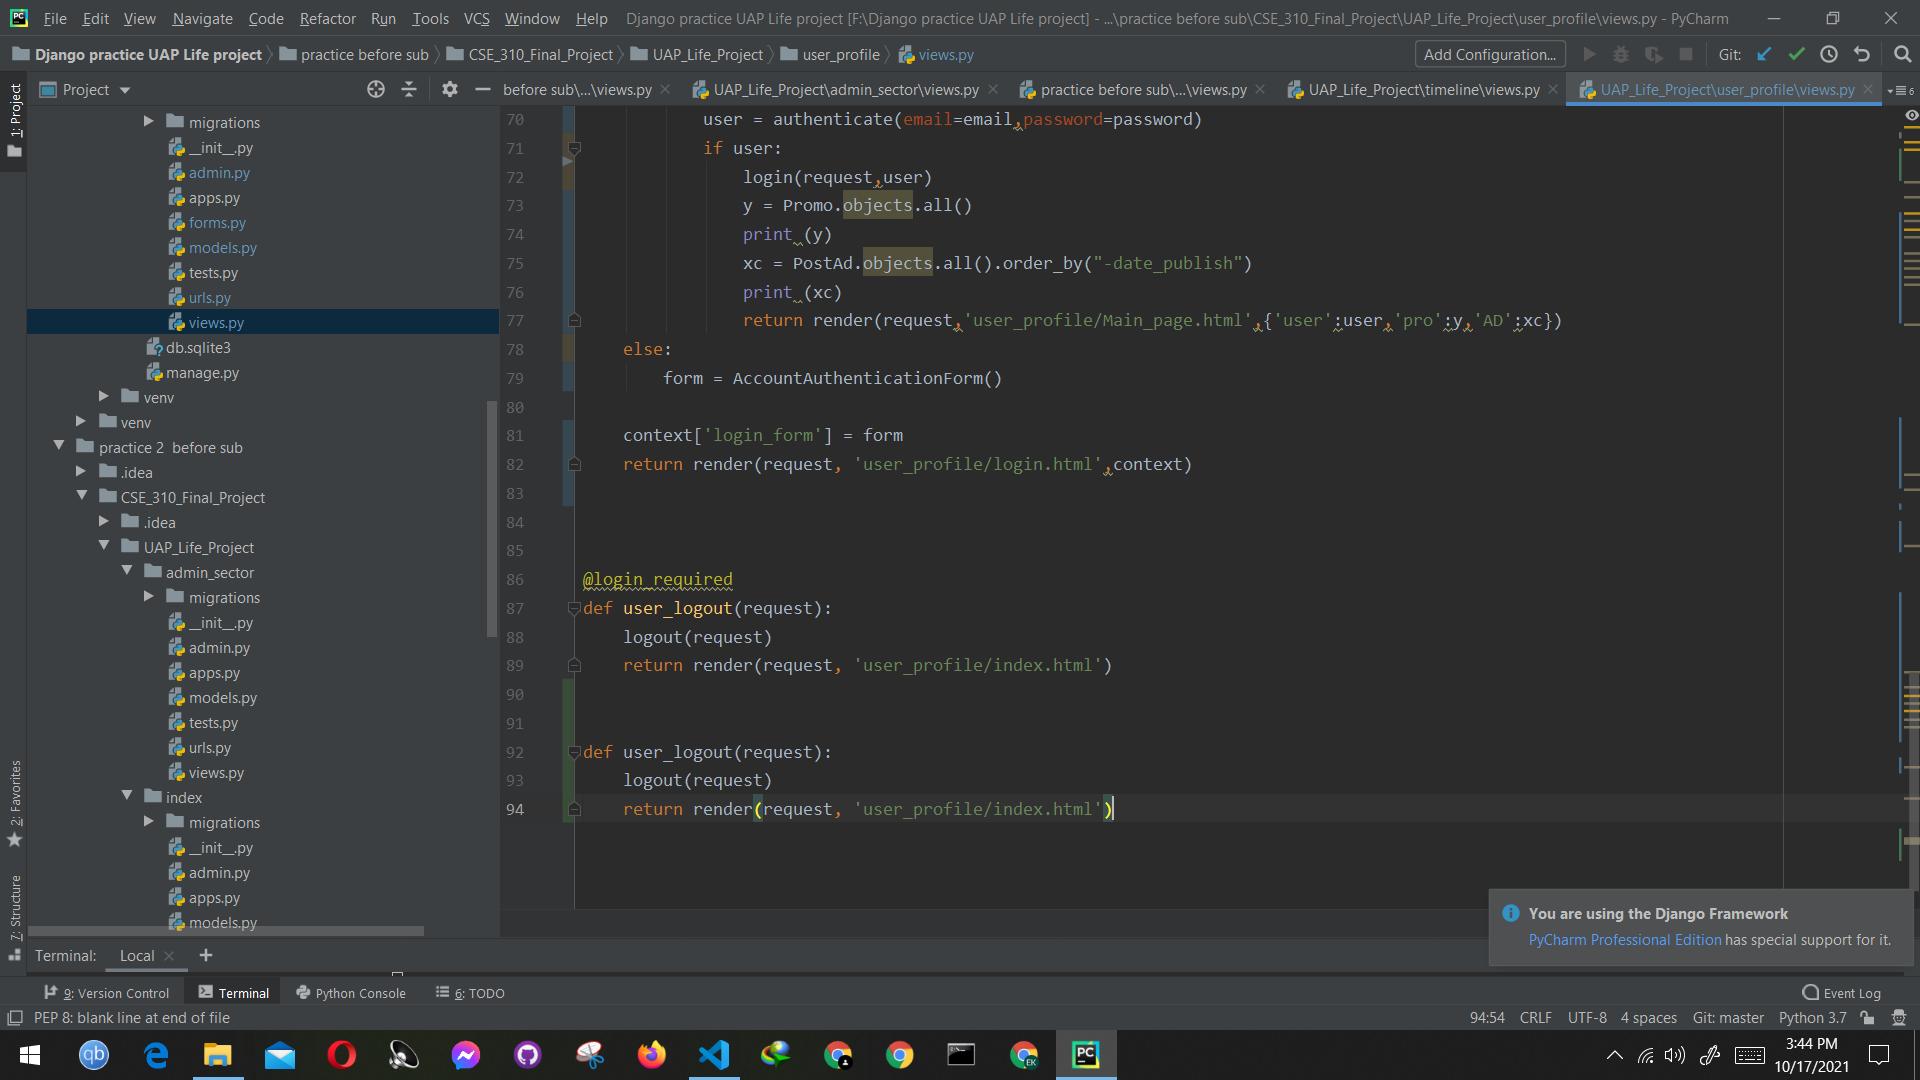 File Edit View Navigate Code Refactor Run Tools VCS Window Help Django practice UAP Life project [F:\Django practice UAP Life project] - ...\practice before sub\CSE_310_Final_Project\UAP_Life_Project\user_profile\views.py - PyCharm
Django practice UAP Life project practice before sub CSE_310_Final_Project UAP_Life_Project user_profile views.py Add Configuration... Git:
Project before sub\...\views.py UAP_Life_Project\admin_sector\views.py practice before sub\...\views.py UAP_Life_Project\timeline\views.py UAP_Life_Project\user_profile\views.py 6
1: Project
2: Favorites
7: Structure
migrations
__init__.py
admin.py
apps.py
forms.py
models.py
tests.py
urls.py
views.py
db.sqlite3
manage.py
venv
venv
practice 2 before sub
.idea
CSE_310_Final_Project
.idea
UAP_Life_Project
admin_sector
migrations
__init__.py
admin.py
apps.py
models.py
tests.py
urls.py
views.py
index
migrations
__init__.py
admin.py
apps.py
models.py
70 user = authenticate(email=email,password=password)
71 if user:
72 login(request,user)
73 y = Promo.objects.all()
74 print (y)
75 xc = PostAd.objects.all().order_by("-date_publish")
76 print (xc)
77 return render(request,'user_profile/Main_page.html',{'user':user,'pro':y,'AD':xc})
78 else:
79 form = AccountAuthenticationForm()
80
81 context['login_form'] = form
82 return render(request, 'user_profile/login.html',context)
83
84
85
86 @login_required
87 def user_logout(request):
88 logout(request)
89 return render(request, 'user_profile/index.html')
90
91
92 def user_logout(request):
93 logout(request)
94 return render(request, 'user_profile/index.html')
You are using the Django Framework
PyCharm Professional Edition has special support for it.
Terminal: Local +
9: Version Control Terminal Python Console 6: TODO Event Log
PEP 8: blank line at end of file 94:54 CRLF UTF-8 4 spaces Git: master Python 3.7
qb EK PC 3:44 PM
10/17/2021